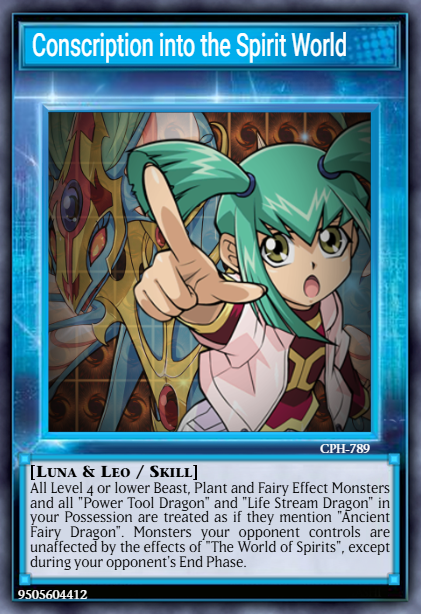 Conscription into the Spirit World
CPH-789
[Luna & Leo / Skill]
All Level 4 or lower Beast, Plant and Fairy Effect Monsters
and all "Power Tool Dragon" and "Life Stream Dragon" in
your Possession are treated as if they mention "Ancient
Fairy Dragon". Monsters your opponent controls are
unaffected by the effects of "The World of Spirits", except
during your opponent's End Phase.
9505604412